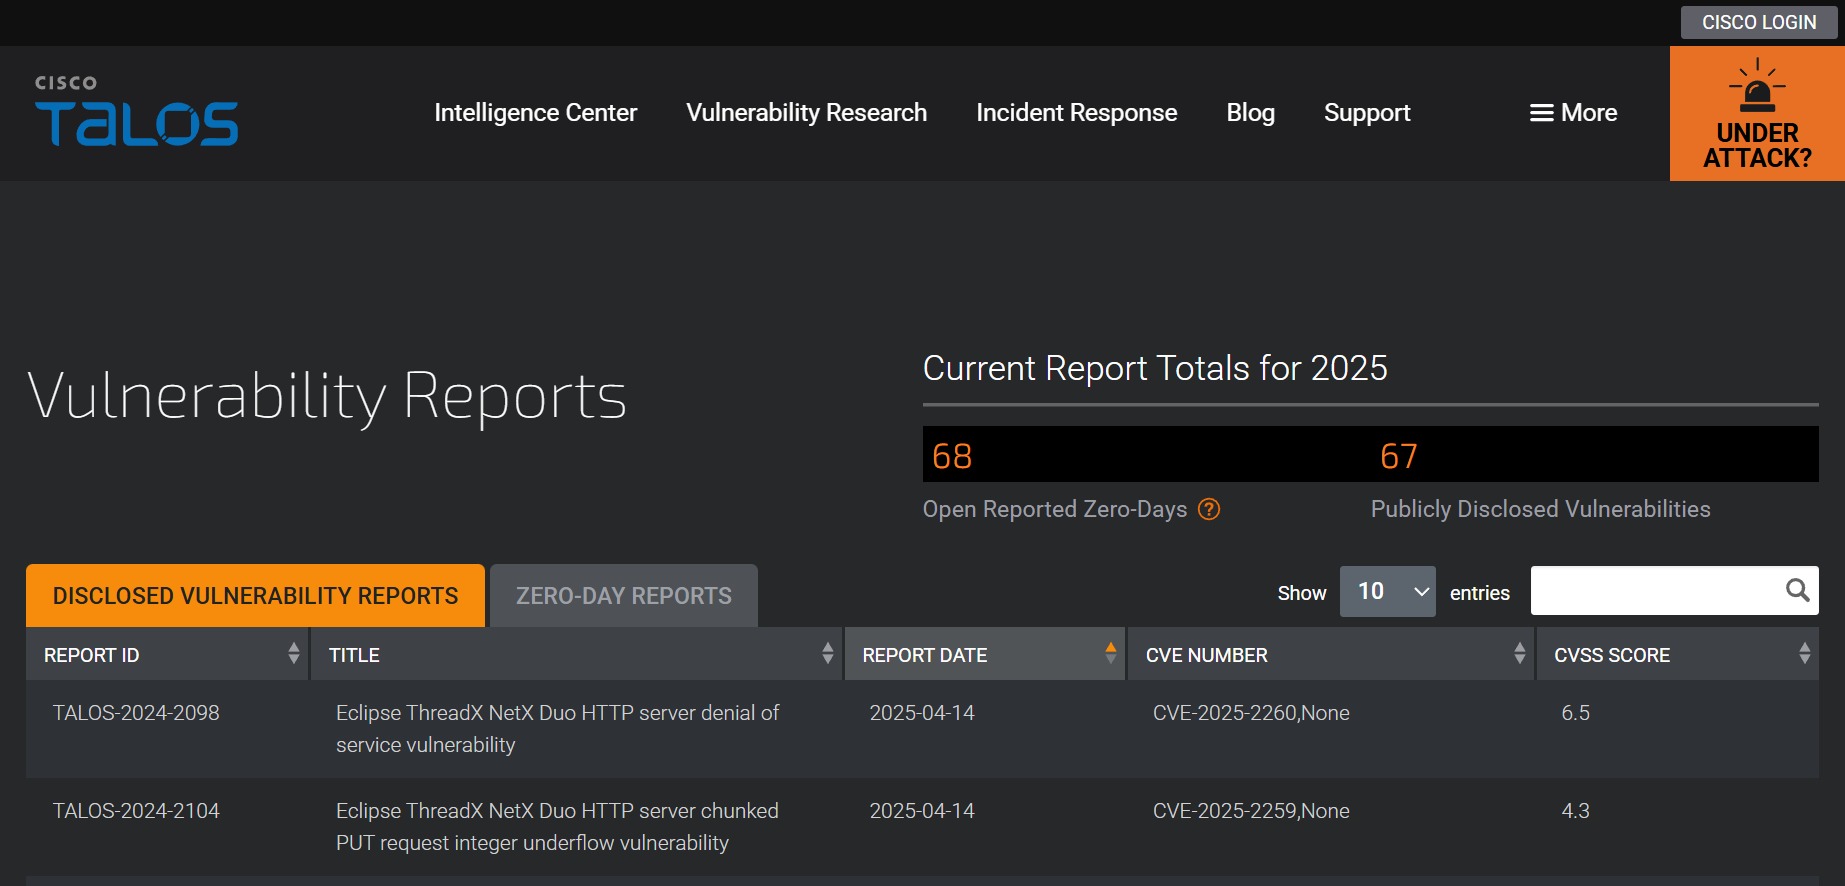 CISCO LOGIN
CISCO
TALOS
Intelligence Center Vulnerability Research Incident Response Blog Support More
UNDER
ATTACK?
Vulnerability Reports
Current Report Totals for 2025
68 67
Open Reported Zero-Days ? Publicly Disclosed Vulnerabilities
DISCLOSED VULNERABILITY REPORTS ZERO-DAY REPORTS Show 10 entries
REPORT ID TITLE REPORT DATE CVE NUMBER CVSS SCORE
TALOS-2024-2098 Eclipse ThreadX NetX Duo HTTP server denial of 2025-04-14 CVE-2025-2260,None 6.5
service vulnerability
TALOS-2024-2104 Eclipse ThreadX NetX Duo HTTP server chunked 2025-04-14 CVE-2025-2259,None 4.3
PUT request integer underflow vulnerability